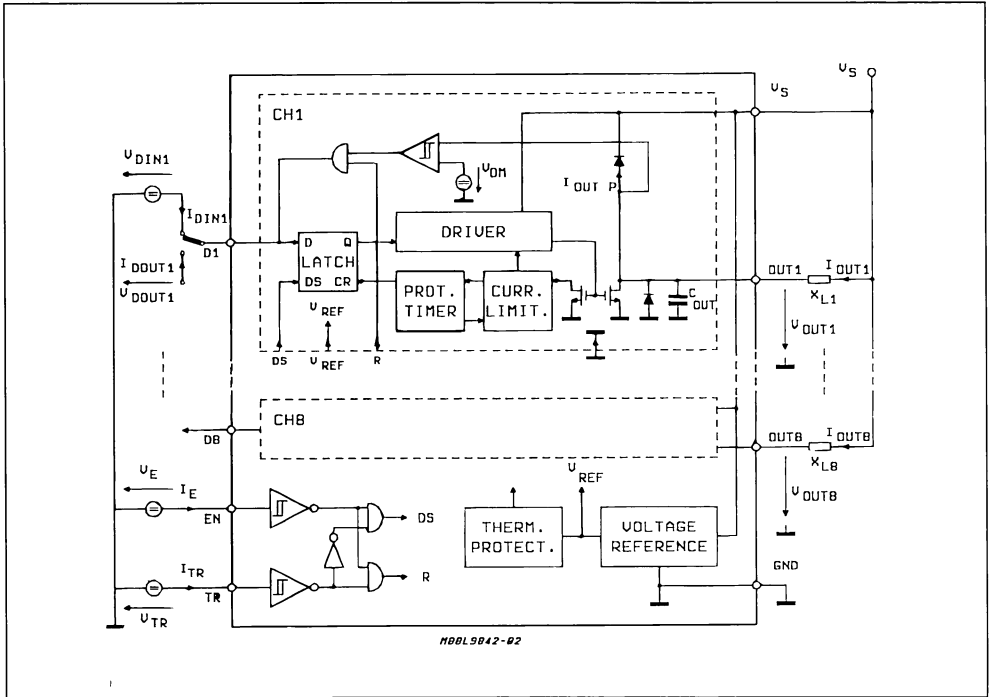 V_S
CH1
V_S
V_DIN1
V_DM
I_OUT P
I_DIN1
DRIVER
D1
D Q
LATCH
DS CR
I_DOUT1
V_DOUT1
PROT.
TIMER
CURR.
LIMIT.
C_OUT
OUT1
I_OUT1
X_L1
V_REF
V_OUT1
DS
V_REF
R
CH8
D8
OUT8
I_OUT8
X_L8
V_E
I_E
EN
DS
V_REF
V_OUT8
THERM.
PROTECT.
VOLTAGE
REFERENCE
I_TR
TR
R
GND
V_TR
M88L9842-02